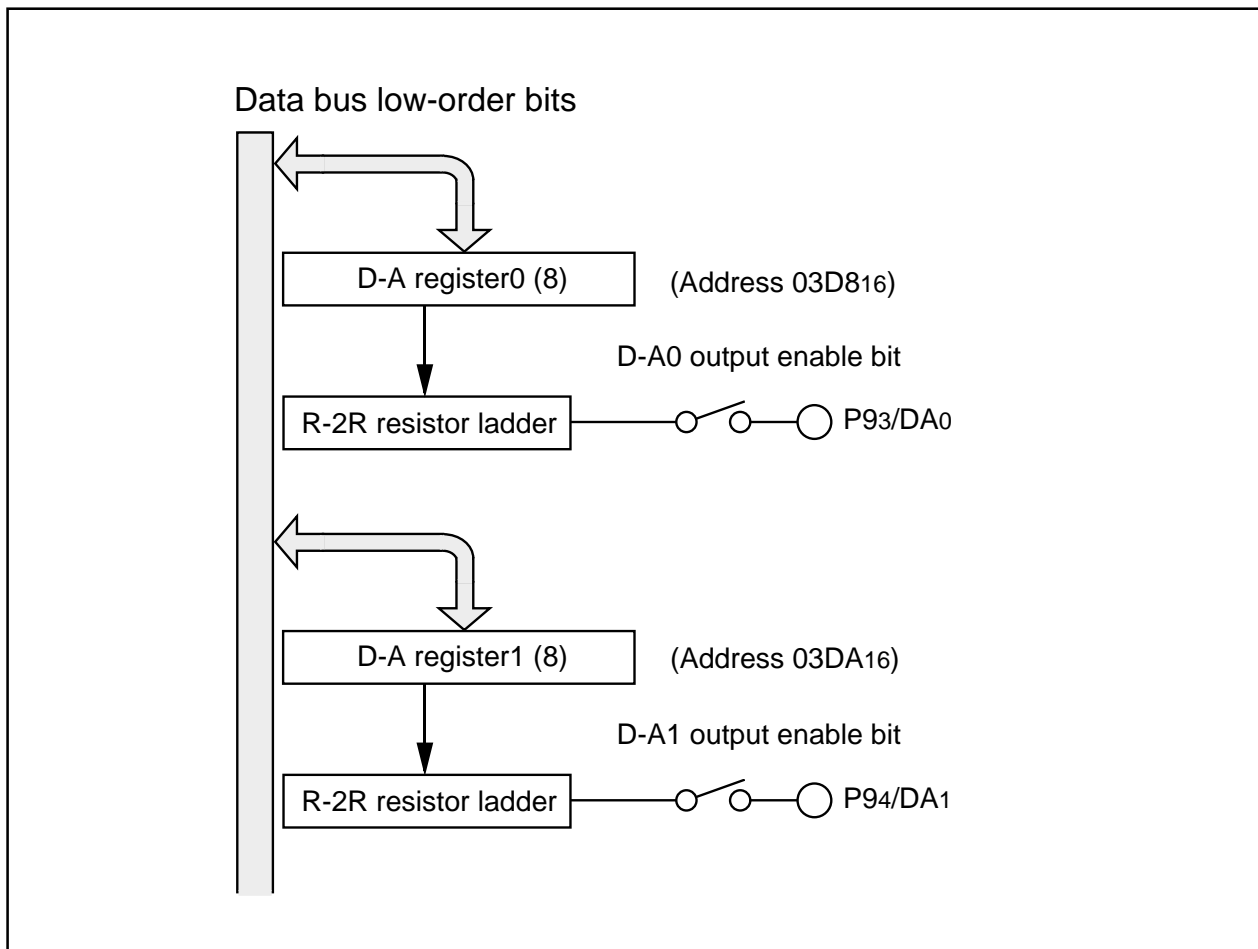 Data bus low-order bits
D-A register0 (8)
(Address 03D816)
D-A0 output enable bit
R-2R resistor ladder
P93/DA0
D-A register1 (8)
(Address 03DA16)
D-A1 output enable bit
R-2R resistor ladder
P94/DA1